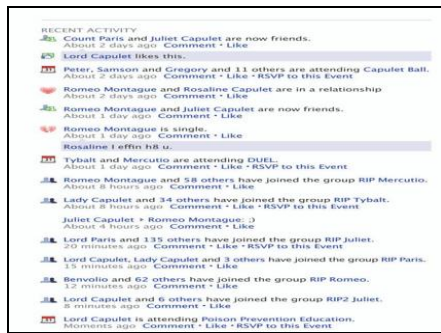 RECENT ACTIVITY
Count Paris and Juliet Capulet are now friends.
About 2 days ago Comment • Like
Lord Capulet likes this.
Peter, Samson and Gregory and 11 others are attending Capulet Ball.
About 2 days ago Comment • Like • RSVP to this Event
Romeo Montague and Rosaline Capulet are in a relationship
About 2 days ago Comment • Like
Romeo Montague and Juliet Capulet are now friends.
About 1 day ago Comment • Like
Romeo Montague is single.
About 1 day ago Comment • Like
Rosaline I effin h8 u.
Tybalt and Mercutio are attending DUEL.
About 1 day ago Comment • Like • RSVP to this Event
Romeo Montague and 58 others have joined the group RIP Mercutio.
About 8 hours ago Comment • Like
Lady Capulet and 34 others have joined the group RIP Tybalt.
About 8 hours ago Comment • Like • RSVP to this Event
Juliet Capulet • Romeo Montague: ;)
About 4 hours ago Comment • Like
Lord Paris and 135 others have joined the group RIP Juliet.
20 minutes ago Comment • Like • RSVP to this Event
Lord Capulet, Lady Capulet and 3 others have joined the group RIP Paris.
15 minutes ago Comment • Like
Benvolio and 62 others have joined the group RIP Romeo.
12 minutes ago Comment • Like
Lord Capulet and 6 others have joined the group RIP2 Juliet.
8 minutes ago Comment • Like
Lord Capulet is attending Poison Prevention Education.
Moments ago Comment • Like • RSVP to this Event